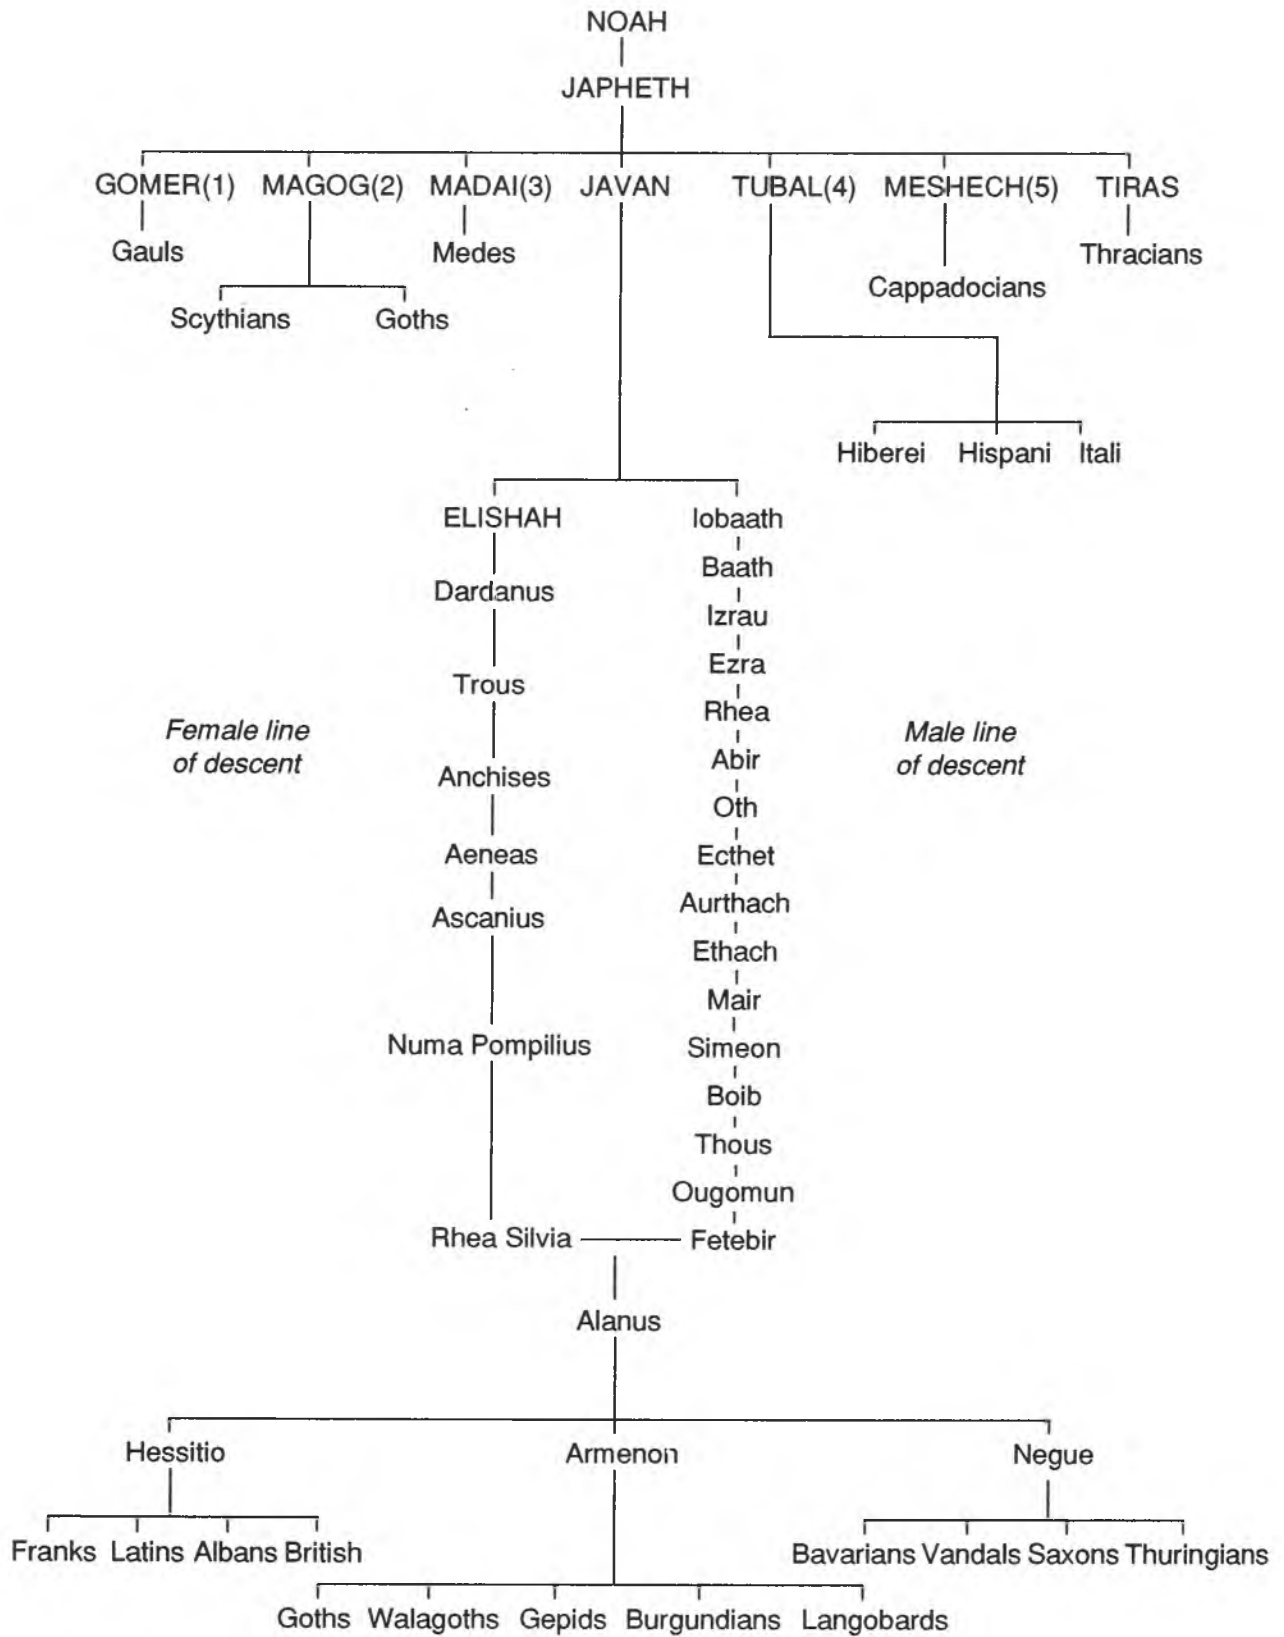 NOAH
JAPHETH
GOMER(1) MAGOG(2) MADAI(3) JAVAN TUBAL(4) MESHECH(5) TIRAS
Gauls Medes Thracians
Cappadocians
Scythians Goths
Hiberei Hispani Itali
ELISHAH Iobaath
Baath
Dardanus
Izrau
Ezra
Trous
Rhea
Female line Male line
of descent of descent
Abir
Anchises
Oth
Aeneas Ecthet
Aurthach
Ascanius
Ethach
Mair
Numa Pompilius Simeon
Boib
Thous
Ougomun
Rhea Silvia Fetebir
Alanus
Hessitio Armenon Negue
Franks Latins Albans British Bavarians Vandals Saxons Thuringians
Goths Walagoths Gepids Burgundians Langobards